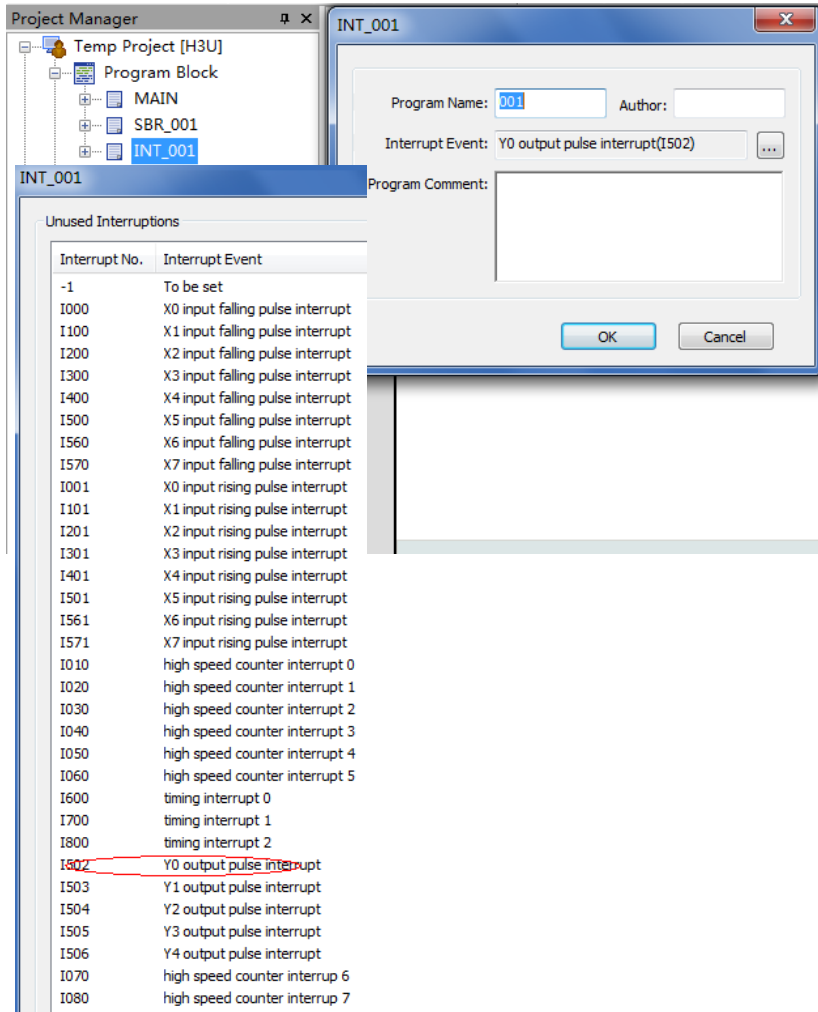 Project Manager
Temp Project [H3U]
Program Block
MAIN
SBR_001
INT_001
INT_001
Program Name: 001 Author:
Interrupt Event: Y0 output pulse interrupt(I502) ...
Program Comment:
OK Cancel
INT_001
Unused Interruptions
Interrupt No. Interrupt Event
-1 To be set
I000 X0 input falling pulse interrupt
I100 X1 input falling pulse interrupt
I200 X2 input falling pulse interrupt
I300 X3 input falling pulse interrupt
I400 X4 input falling pulse interrupt
I500 X5 input falling pulse interrupt
I560 X6 input falling pulse interrupt
I570 X7 input falling pulse interrupt
I001 X0 input rising pulse interrupt
I101 X1 input rising pulse interrupt
I201 X2 input rising pulse interrupt
I301 X3 input rising pulse interrupt
I401 X4 input rising pulse interrupt
I501 X5 input rising pulse interrupt
I561 X6 input rising pulse interrupt
I571 X7 input rising pulse interrupt
I010 high speed counter interrupt 0
I020 high speed counter interrupt 1
I030 high speed counter interrupt 2
I040 high speed counter interrupt 3
I050 high speed counter interrupt 4
I060 high speed counter interrupt 5
I600 timing interrupt 0
I700 timing interrupt 1
I800 timing interrupt 2
I502 Y0 output pulse interrupt
I503 Y1 output pulse interrupt
I504 Y2 output pulse interrupt
I505 Y3 output pulse interrupt
I506 Y4 output pulse interrupt
I070 high speed counter interrup 6
I080 high speed counter interrup 7